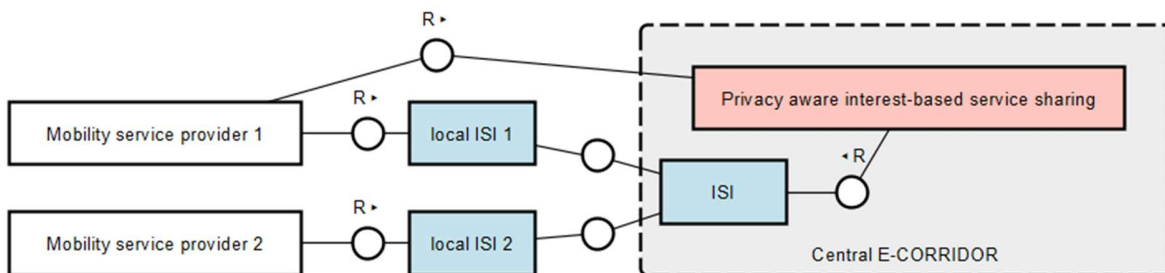 R ►
Privacy aware interest-based service sharing
R ►
Mobility service provider 1
local ISI 1
◄ R
ISI
R ►
Mobility service provider 2
local ISI 2
Central E-CORRIDOR